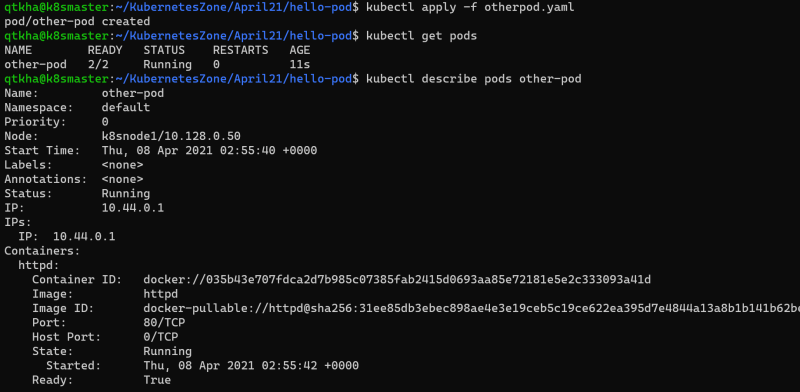 qtkha@k8smaster:~/KubernetesZone/April21/hello-pod$ kubectl apply -f otherpod.yaml
pod/other-pod created
qtkha@k8smaster:~/KubernetesZone/April21/hello-pod$ kubectl get pods
NAME        READY   STATUS    RESTARTS   AGE
other-pod   2/2     Running   0          11s
qtkha@k8smaster:~/KubernetesZone/April21/hello-pod$ kubectl describe pods other-pod
Name:         other-pod
Namespace:    default
Priority:     0
Node:         k8snode1/10.128.0.50
Start Time:   Thu, 08 Apr 2021 02:55:40 +0000
Labels:       <none>
Annotations:  <none>
Status:       Running
IP:           10.44.0.1
IPs:
  IP:  10.44.0.1
Containers:
  httpd:
    Container ID:   docker://035b43e707fdca2d7b985c07385fab2415d0693aa85e72181e5e2c333093a41d
    Image:          httpd
    Image ID:       docker-pullable://httpd@sha256:31ee85db3ebec898ae4e3e19ceb5c19ce622ea395d7e4844a13a8b1b141b62b
    Port:           80/TCP
    Host Port:      0/TCP
    State:          Running
      Started:      Thu, 08 Apr 2021 02:55:42 +0000
    Ready:          True